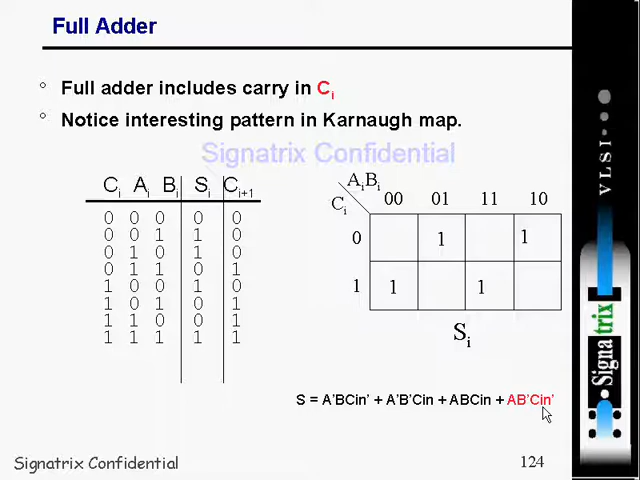 Full Adder
° Full adder includes carry in Ci
° Notice interesting pattern in Karnaugh map.
Signatrix Confidential
Ci Ai Bi Si Ci+1
0 0 0 0 0
0 0 1 1 0
0 1 0 1 0
0 1 1 0 1
1 0 0 1 0
1 0 1 0 1
1 1 0 0 1
1 1 1 1 1
AiBi
Ci 00 01 11 10
0 1 1
1 1 1
Si
S = A'BCin' + A'B'Cin + ABCin + AB'Cin'
VLSI
Signatrix
Signatrix Confidential
124